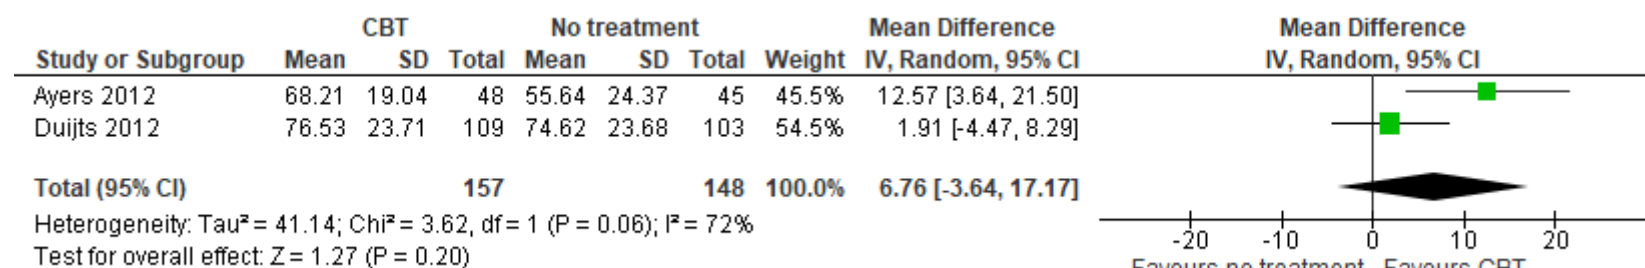 CBT No treatment Mean Difference Mean Difference
Study or Subgroup Mean SD Total Mean SD Total Weight IV, Random, 95% CI IV, Random, 95% CI
Ayers 2012 68.21 19.04 48 55.64 24.37 45 45.5% 12.57 [3.64, 21.50]
Duijts 2012 76.53 23.71 109 74.62 23.68 103 54.5% 1.91 [-4.47, 8.29]
Total (95% CI) 157 148 100.0% 6.76 [-3.64, 17.17]
Heterogeneity: Tau² = 41.14; Chi² = 3.62, df = 1 (P = 0.06); I² = 72%
Test for overall effect: Z = 1.27 (P = 0.20)
-20 -10 0 10 20
Favours no treatment Favours CBT